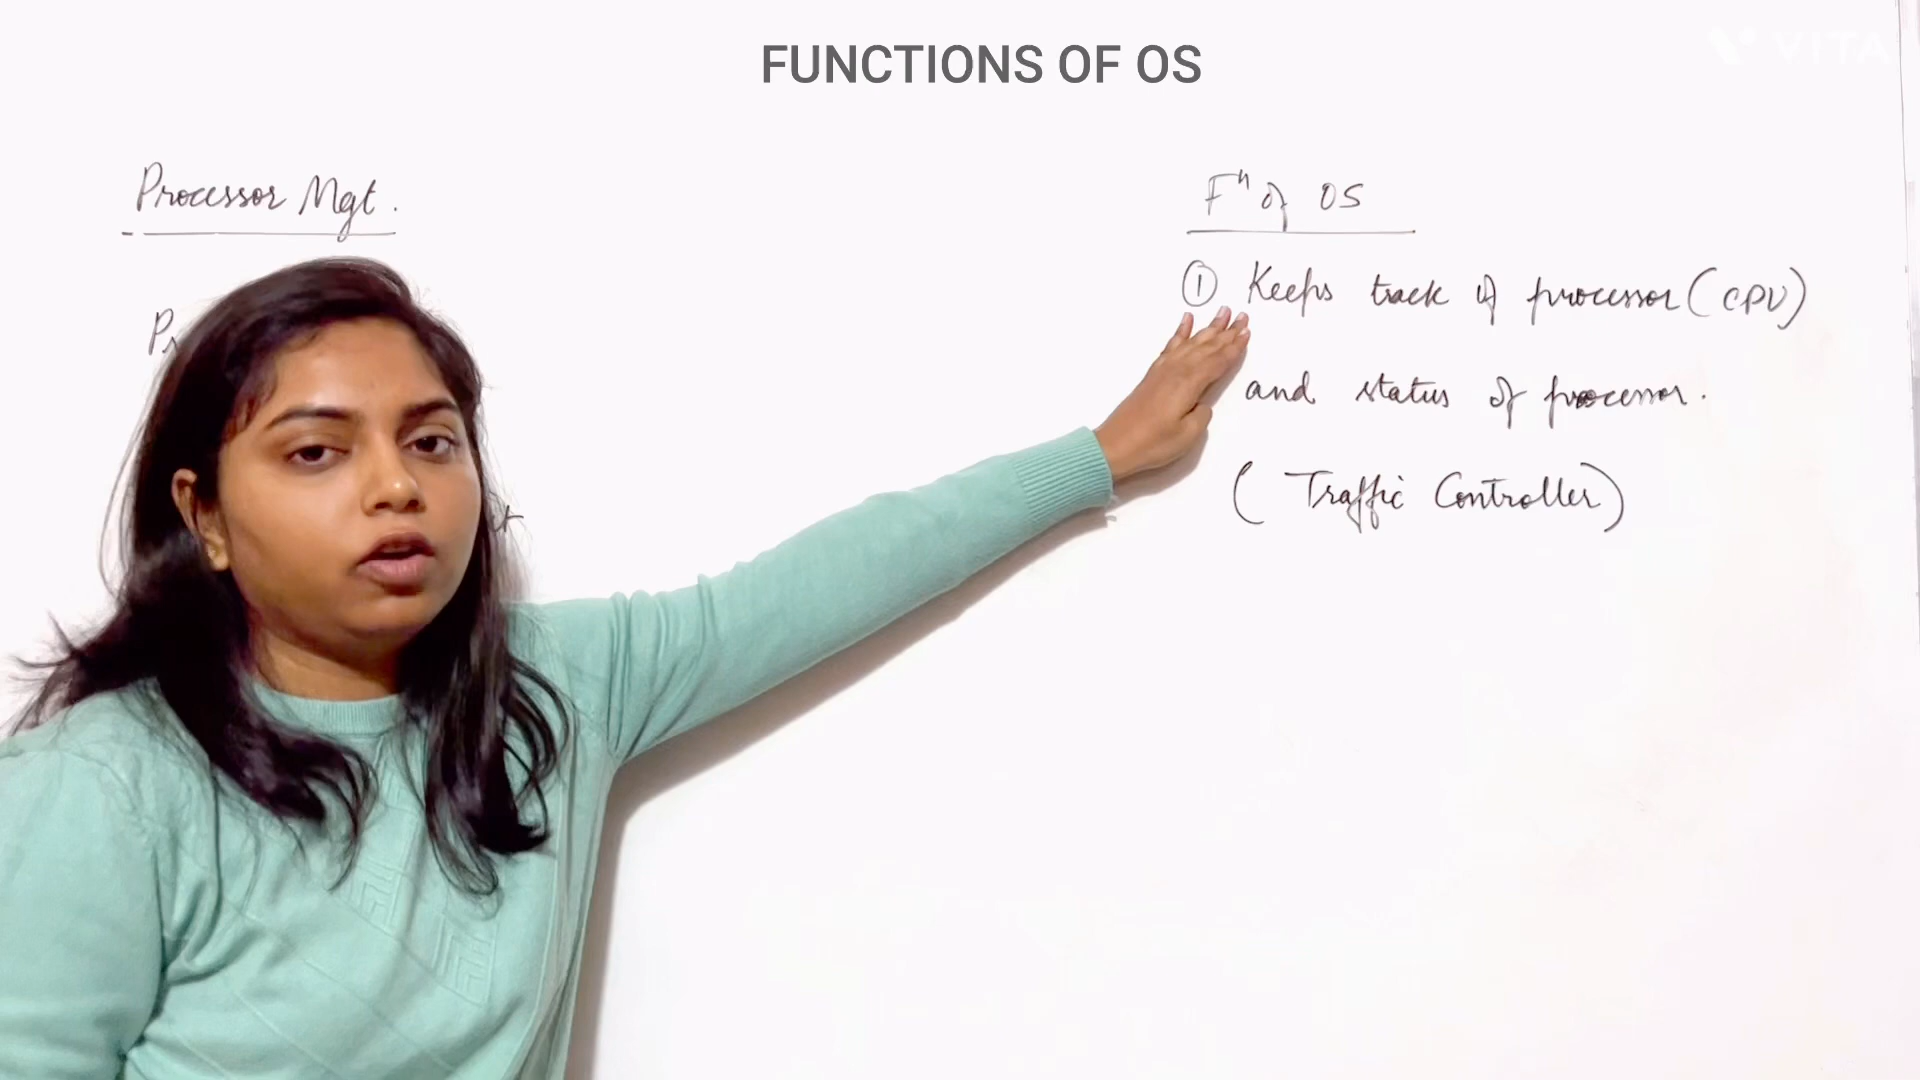 FUNCTIONS OF OS
VITA
Processor Mgt.
Fⁿ of OS
① Keeps track of processor (CPU)
and status of processor.
(Traffic Controller)